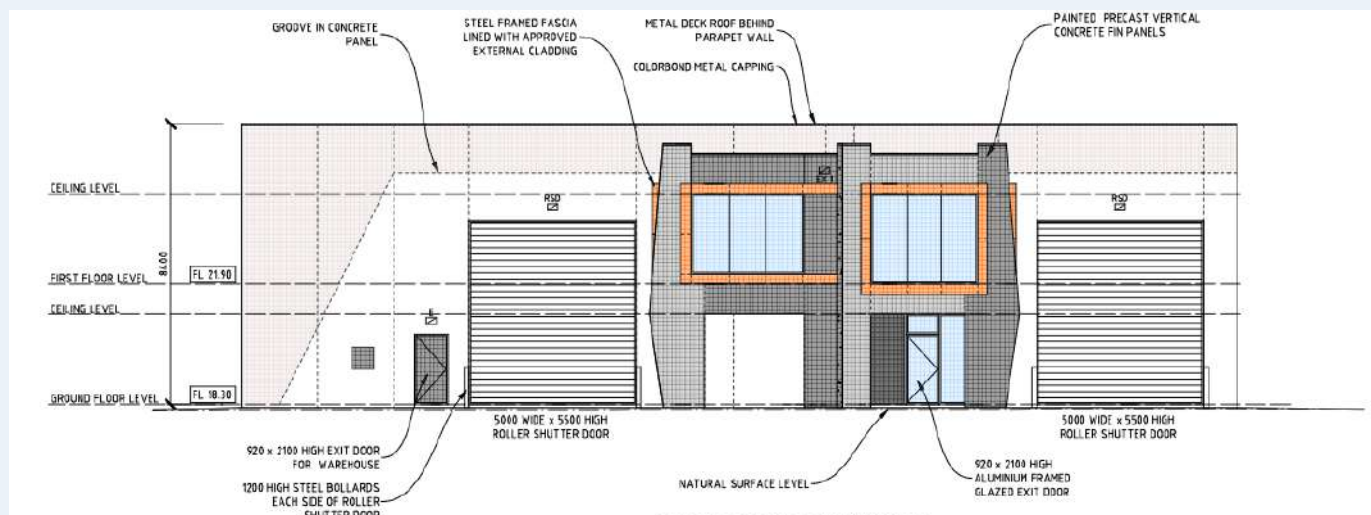 GROOVE IN CONCRETE
PANEL
STEEL FRAMED FASCIA
LINED WITH APPROVED
EXTERNAL CLADDING
METAL DECK ROOF BEHIND
PARAPET WALL
COLORBOND METAL CAPPING
PAINTED PRECAST VERTICAL
CONCRETE FIN PANELS
CEILING LEVEL
RSD
RSD
8400
FIRST FLOOR LEVEL
FL 21.90
CEILING LEVEL
GROUND FLOOR LEVEL
FL 18.30
5000 WIDE x 5500 HIGH
ROLLER SHUTTER DOOR
5000 WIDE x 5500 HIGH
ROLLER SHUTTER DOOR
920 x 2100 HIGH EXIT DOOR
FOR WAREHOUSE
1200 HIGH STEEL BOLLARDS
EACH SIDE OF ROLLER
SHUTTER DOOR
NATURAL SURFACE LEVEL
920 x 2100 HIGH
ALUMINIUM FRAMED
GLAZED EXIT DOOR